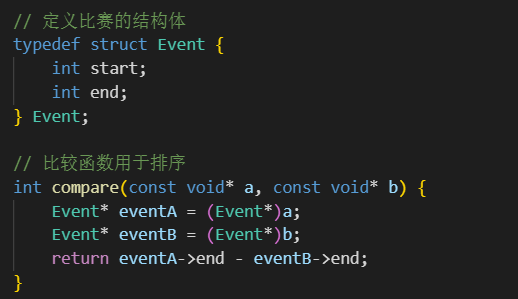 // 定义比赛的结构体
typedef struct Event {
    int start;
    int end;
} Event;

// 比较函数用于排序
int compare(const void* a, const void* b) {
    Event* eventA = (Event*)a;
    Event* eventB = (Event*)b;
    return eventA->end - eventB->end;
}